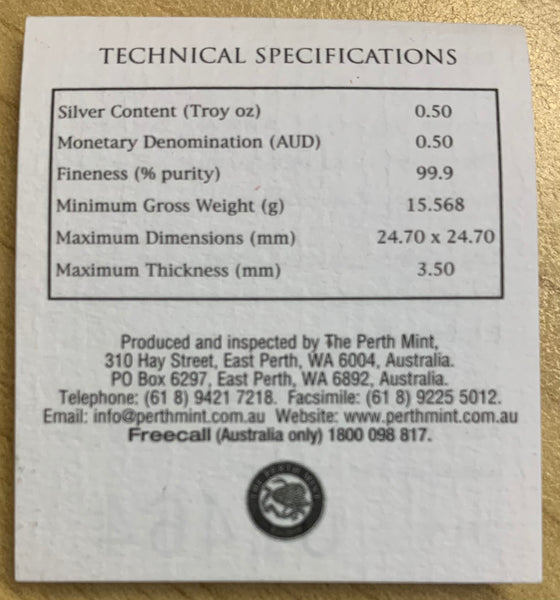 TECHNICAL SPECIFICATIONS
Silver Content (Troy oz) 0.50
Monetary Denomination (AUD) 0.50
Fineness (% purity) 99.9
Minimum Gross Weight (g) 15.568
Maximum Dimensions (mm) 24.70 x 24.70
Maximum Thickness (mm) 3.50
Produced and inspected by The Perth Mint,
310 Hay Street, East Perth, WA 6004, Australia.
PO Box 6297, East Perth, WA 6892, Australia.
Telephone: (61 8) 9421 7218. Facsimile: (61 8) 9225 5012.
Email: info@perthmint.com.au Website: www.perthmint.com.au
Freecall (Australia only) 1800 098 817.
THE PERTH MINT